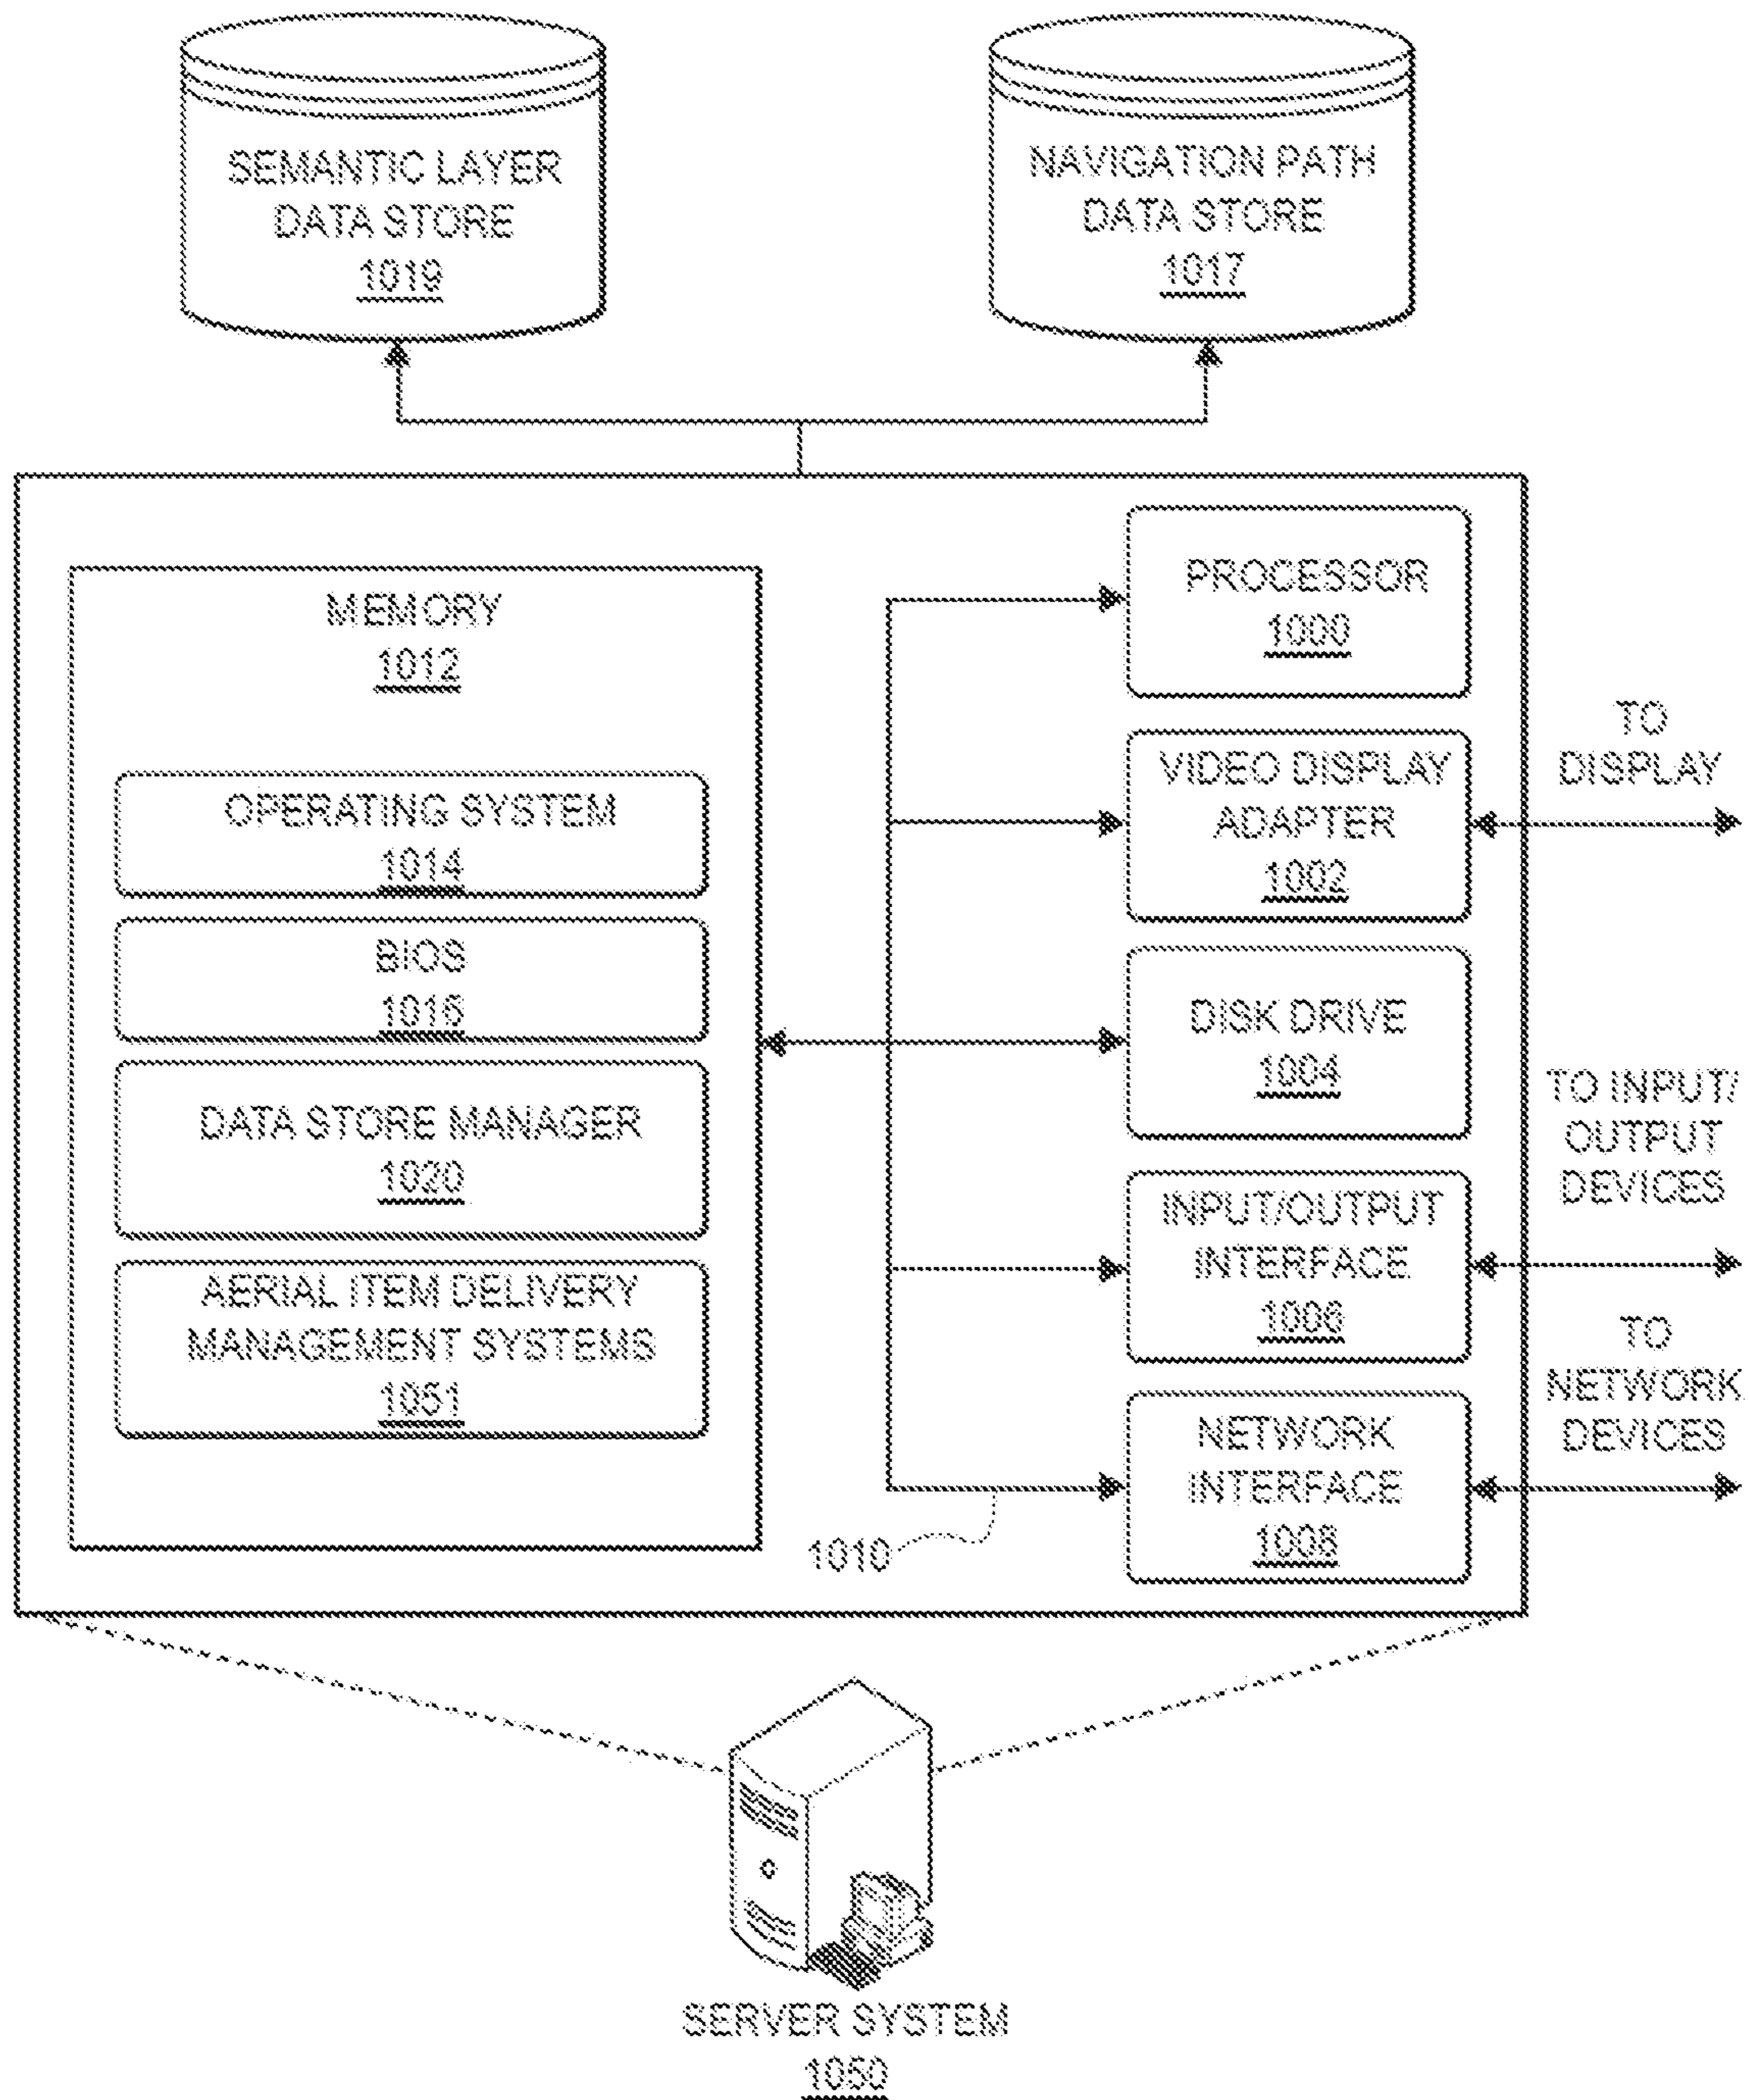 SEMANTIC LAYER
DATA STORE
1019
NAVIGATION PATH
DATA STORE
1017
MEMORY
1012
OPERATING SYSTEM
1014
BIOS
1016
DATA STORE MANAGER
1020
AERIAL ITEM DELIVERY
MANAGEMENT SYSTEMS
1051
PROCESSOR
1000
VIDEO DISPLAY
ADAPTER
1002
DISK DRIVE
1004
INPUT/OUTPUT
INTERFACE
1006
NETWORK
INTERFACE
1008
1010
TO
DISPLAY
TO INPUT/
OUTPUT
DEVICES
TO
NETWORK
DEVICES
SERVER SYSTEM
1050